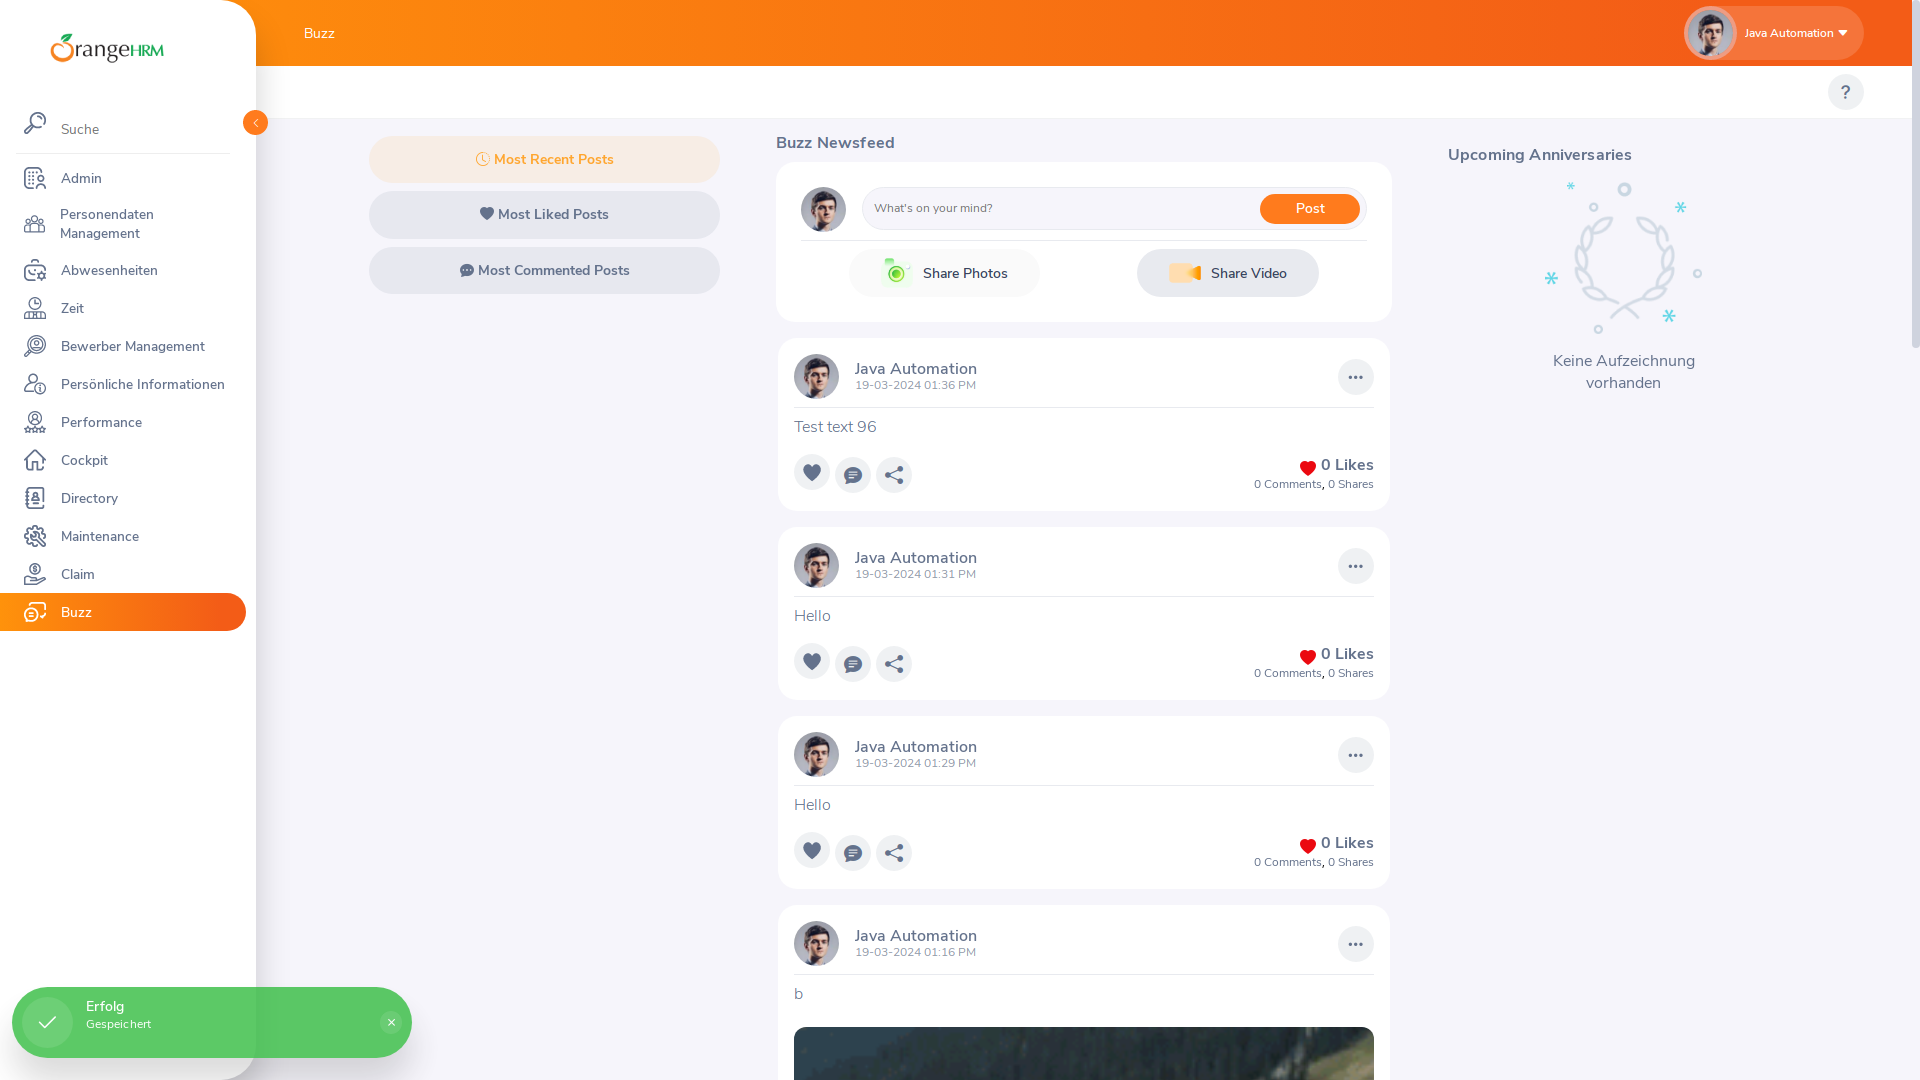 OrangeHRM
Suche
Admin
Personendaten
Management
Abwesenheiten
Zeit
Bewerber Management
Persönliche Informationen
Performance
Cockpit
Directory
Maintenance
Claim
Buzz
Buzz
Java Automation
?
Most Recent Posts
Most Liked Posts
Most Commented Posts
Buzz Newsfeed
What's on your mind?
Post
Share Photos
Share Video
Java Automation
19-03-2024 01:36 PM
Test text 96
0 Likes
0 Comments, 0 Shares
Java Automation
19-03-2024 01:31 PM
Hello
0 Likes
0 Comments, 0 Shares
Java Automation
19-03-2024 01:29 PM
Hello
0 Likes
0 Comments, 0 Shares
Java Automation
19-03-2024 01:16 PM
b
Upcoming Anniversaries
Keine Aufzeichnung
vorhanden
Erfolg
Gespeichert